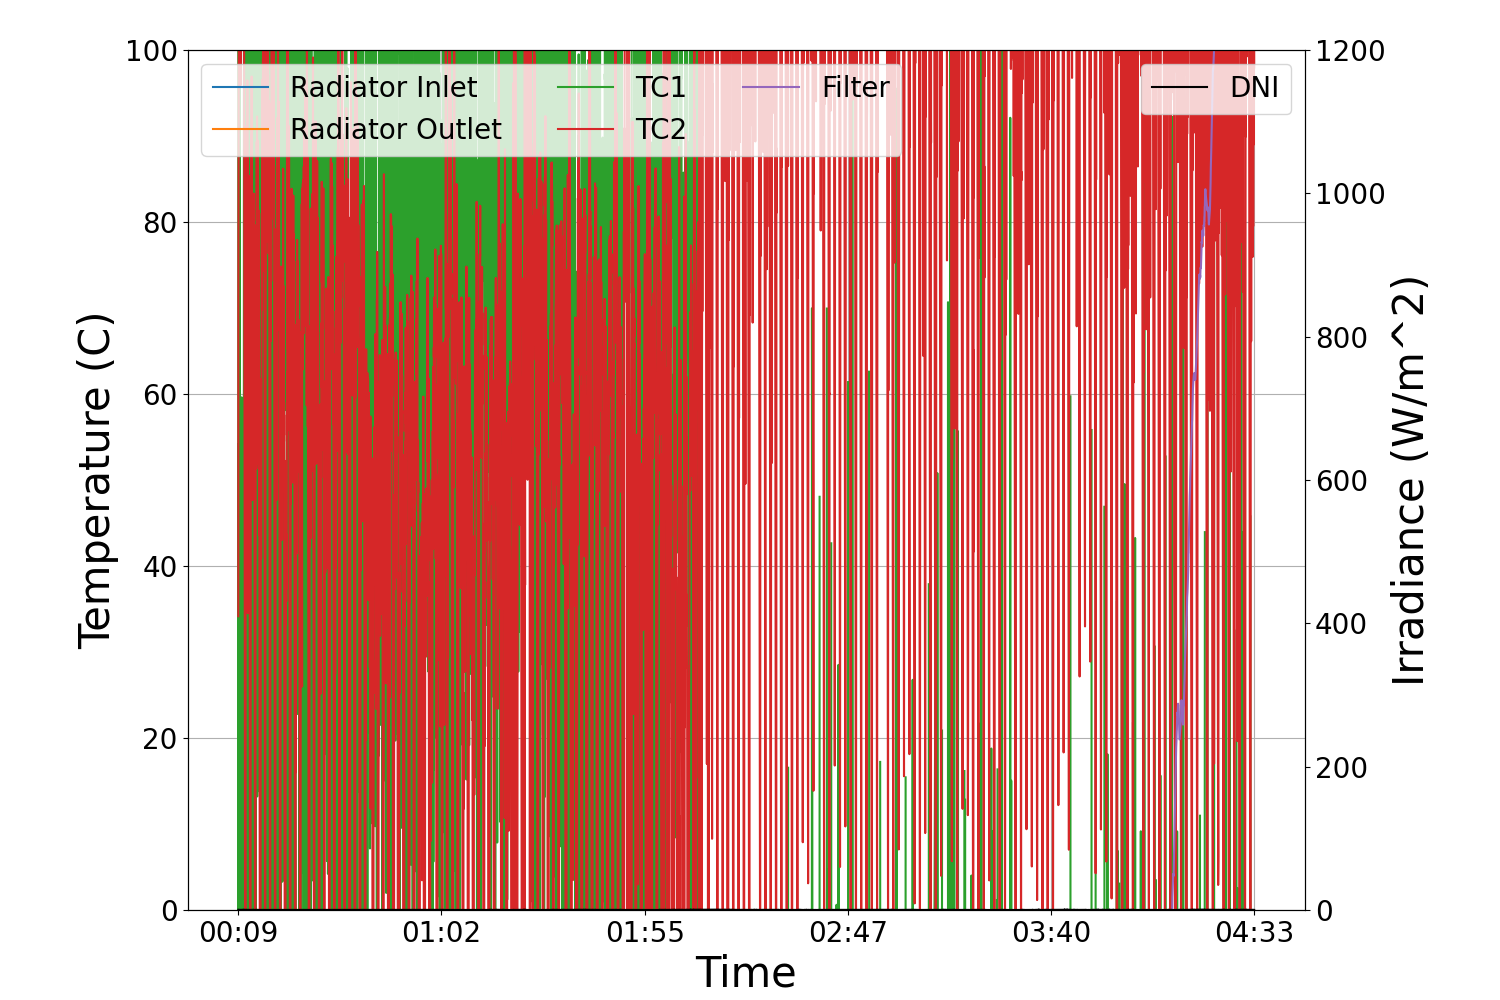 Radiator Inlet
Radiator Outlet
TC1
TC2
Filter
DNI
100
80
60
40
20
0
Temperature (C)
1200
1000
800
600
400
200
0
Irradiance (W/m^2)
00:09 01:02 01:55 02:47 03:40 04:33
Time